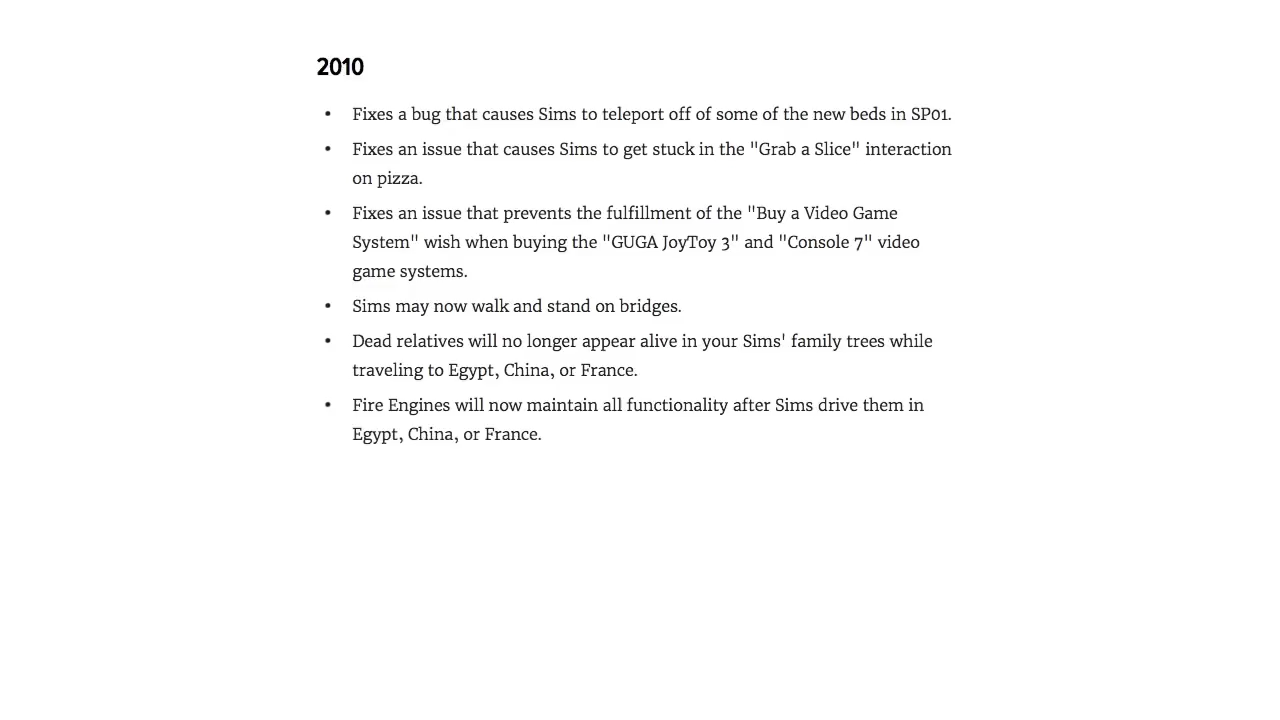 2010
• Fixes a bug that causes Sims to teleport off of some of the new beds in SP01.
• Fixes an issue that causes Sims to get stuck in the "Grab a Slice" interaction
on pizza.
• Fixes an issue that prevents the fulfillment of the "Buy a Video Game
System" wish when buying the "GUGA JoyToy 3" and "Console 7" video
game systems.
• Sims may now walk and stand on bridges.
• Dead relatives will no longer appear alive in your Sims' family trees while
traveling to Egypt, China, or France.
• Fire Engines will now maintain all functionality after Sims drive them in
Egypt, China, or France.